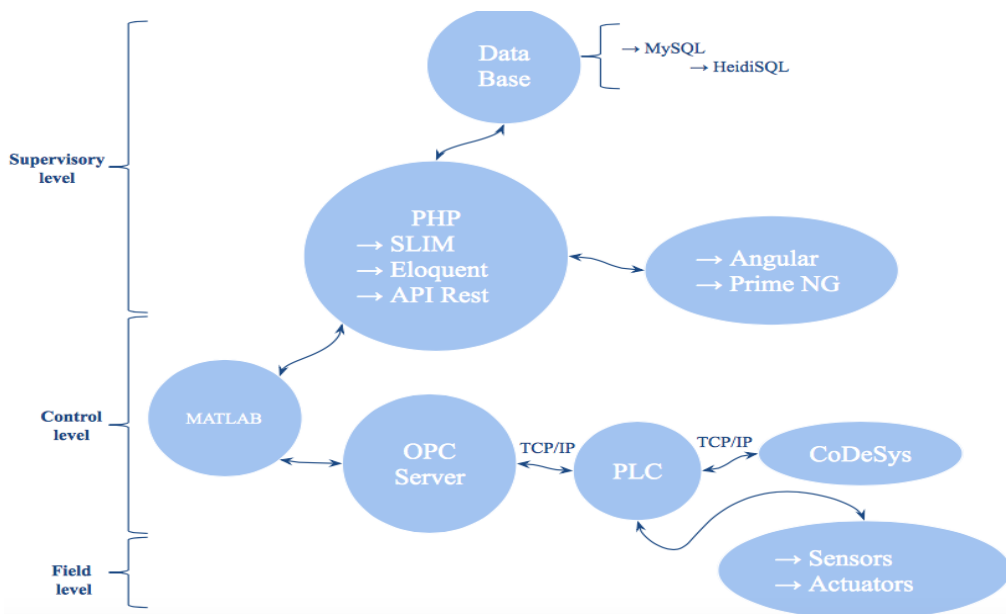 Data
Base
→ MySQL
→ HeidiSQL
Supervisory
level
PHP
→ SLIM
→ Eloquent
→ API Rest
→ Angular
→ Prime NG
Control
level
MATLAB
OPC
Server
TCP/IP
PLC
TCP/IP
CoDeSys
Field
level
→ Sensors
→ Actuators